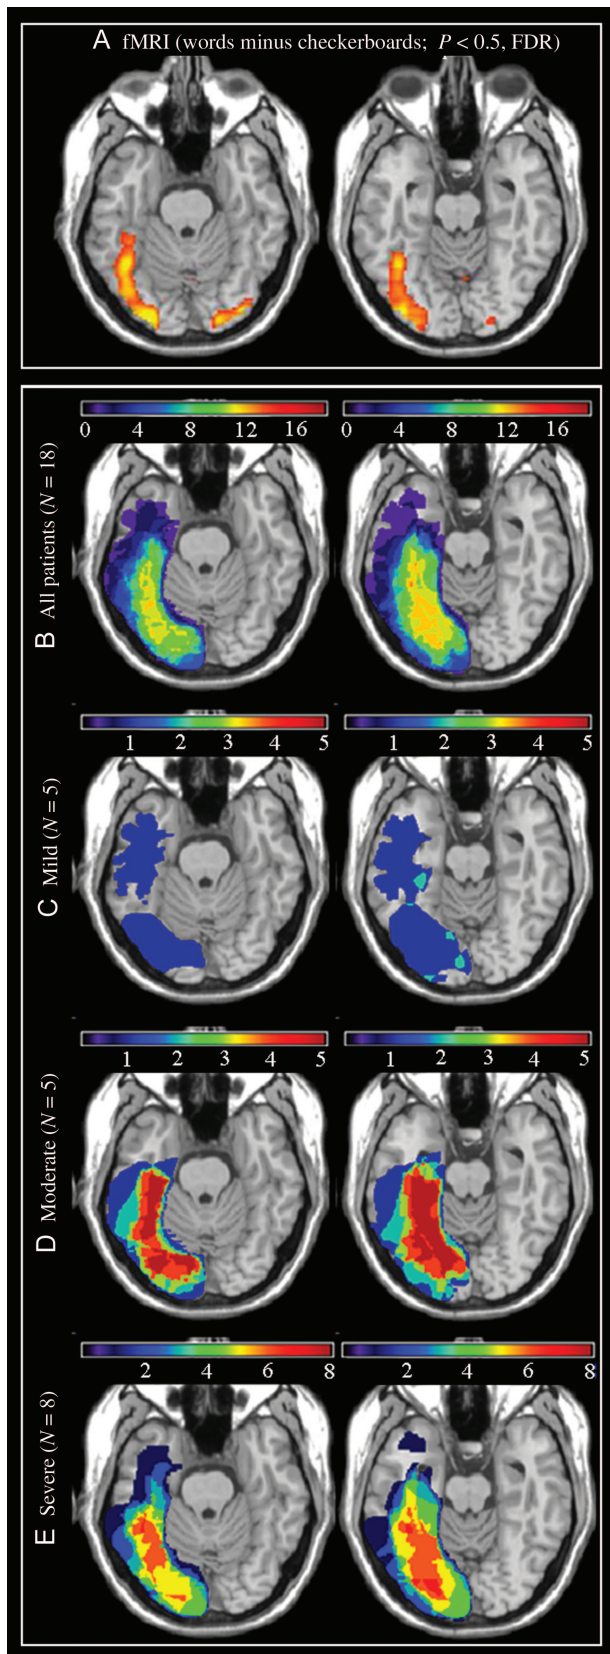 A fMRI (words minus checkerboards; P < 0.5, FDR)
0 4 8 12 16
0 4 8 12 16
B All patients (N = 18)
1 2 3 4 5
1 2 3 4 5
C Mild (N = 5)
1 2 3 4 5
1 2 3 4 5
D Moderate (N = 5)
2 4 6 8
2 4 6 8
E Severe (N = 8)